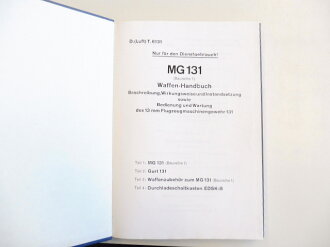 D.(Luft) T. 6131
Nur für den Dienstgebrauch!
MG 131
(Baureihe 1)
Waffen-Handbuch
Beschreibung, Wirkungsweise und Instandsetzung
sowie
Bedienung und Wartung
des 13 mm Flugzeugmaschinengewehr 131
Teil 1: MG 131 (Baureihe 1)
Teil 2: Gurt 131
Teil 3: Waffenzubehör zum MG 131 (Baureihe 1)
Teil 4: Durchladeschaltkasten EDSK-B